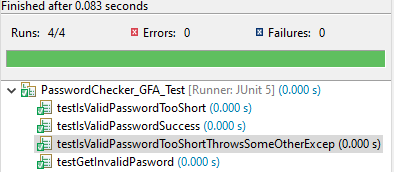 Finished after 0.083 seconds
Runs: 4/4 Errors: 0 Failures: 0
PasswordChecker_GFA_Test [Runner: JUnit 5] (0.000 s)
testIsValidPasswordTooShort (0.000 s)
testIsValidPasswordSuccess (0.000 s)
testIsValidPasswordTooShortThrowsSomeOtherExcep (0.000 s)
testGetInvalidPasword (0.000 s)